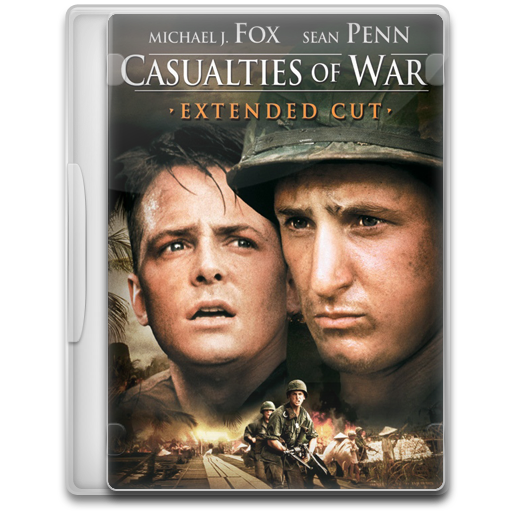 MICHAEL J. FOX SEAN PENN
CASUALTIES OF WAR
EXTENDED CUT